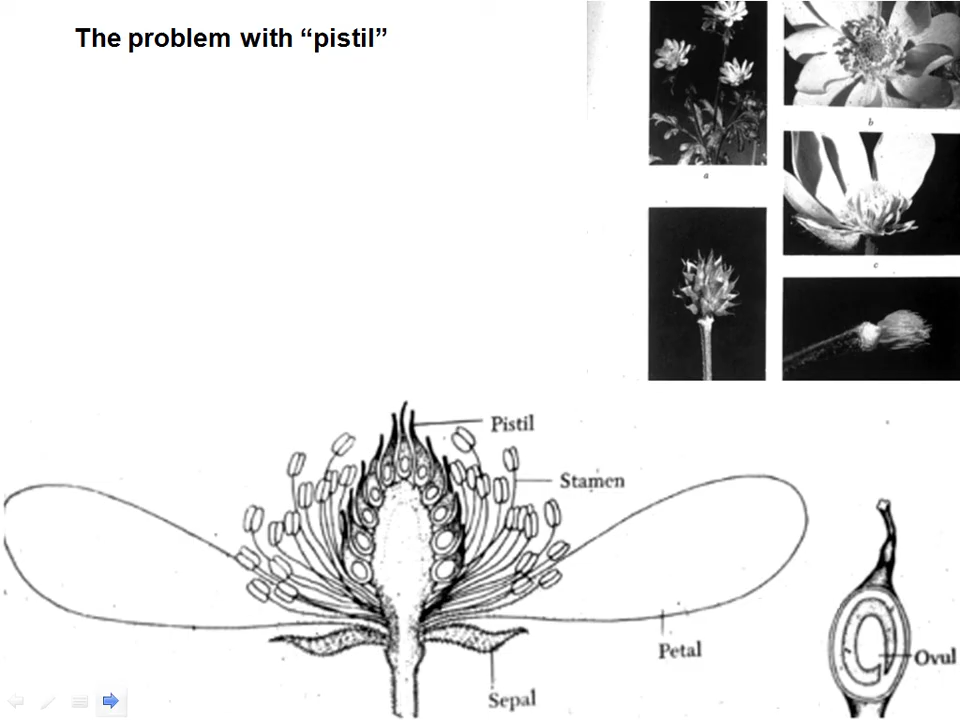 The problem with “pistil”
b
a
c
Pistil
Stamen
Petal
Ovul
Sepal